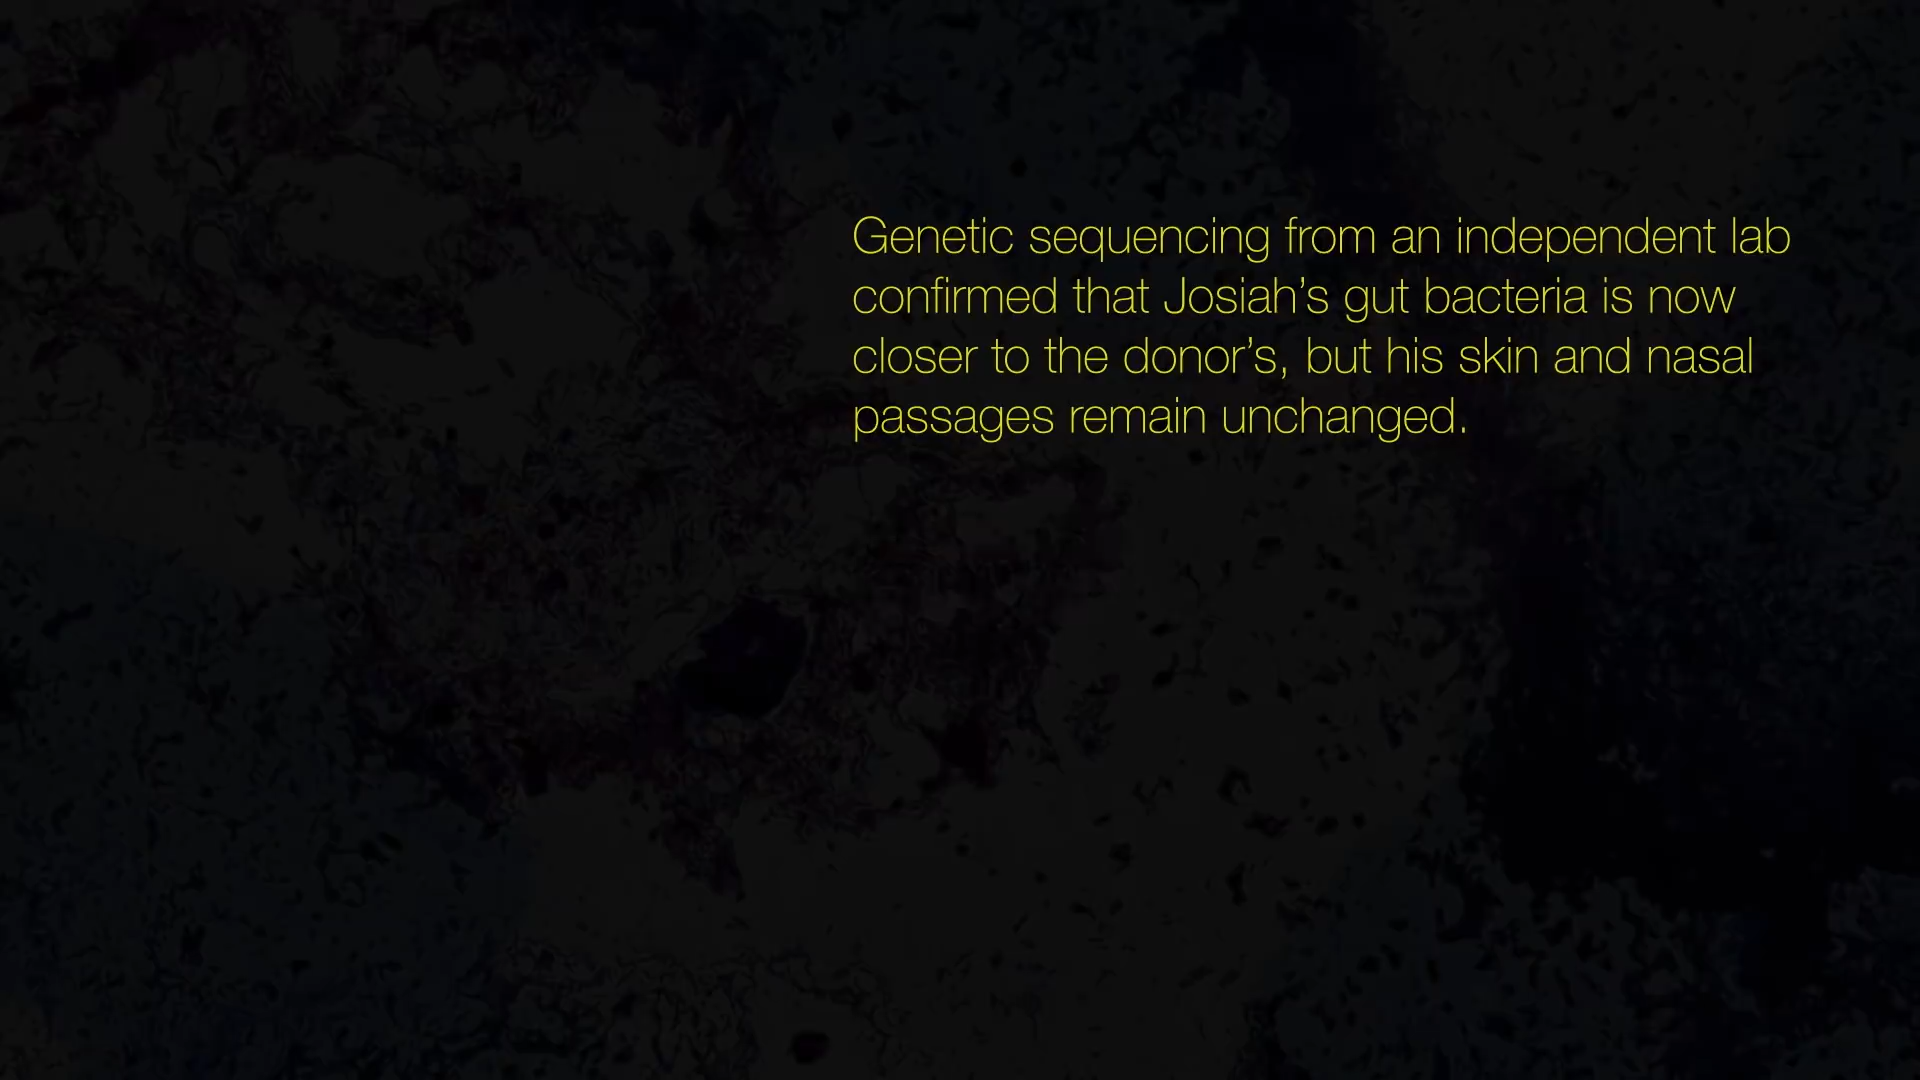 Genetic sequencing from an independent lab
confirmed that Josiah’s gut bacteria is now
closer to the donor’s, but his skin and nasal
passages remain unchanged.